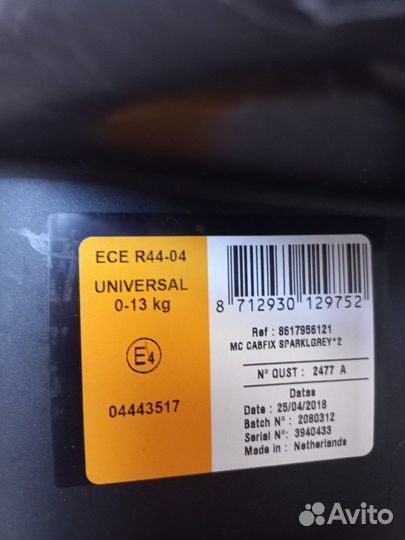 ECE R44-04
UNIVERSAL
0-13 kg
E4
04443517
8 712930 129752
Ref : 8617956121
MC CABFIX SPARKLGREY^2
N° QUST : 2477 A
Datas
Date : 25/04/2018
Batch N° : 2080312
Serial N°: 3940433
Made in : Netherlands
Avito